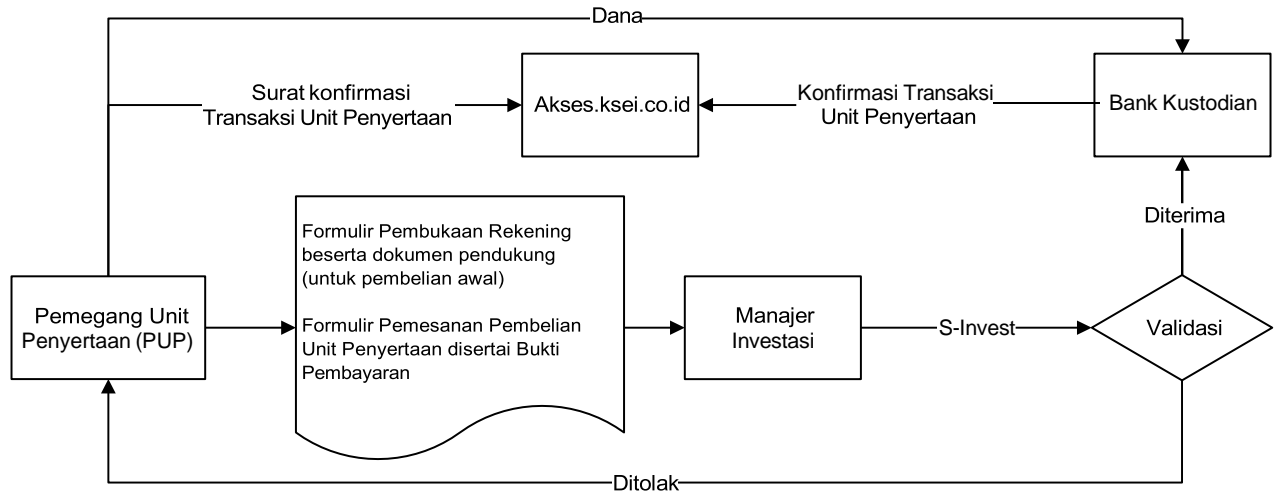 Dana
Surat konfirmasi
Transaksi Unit Penyertaan
Akses.ksei.co.id
Konfirmasi Transaksi
Unit Penyertaan
Bank Kustodian
Diterima
Formulir Pembukaan Rekening
beserta dokumen pendukung
(untuk pembelian awal)
Formulir Pemesanan Pembelian
Unit Penyertaan disertai Bukti
Pembayaran
Pemegang Unit
Penyertaan (PUP)
Manajer
Investasi
S-Invest
Validasi
Ditolak